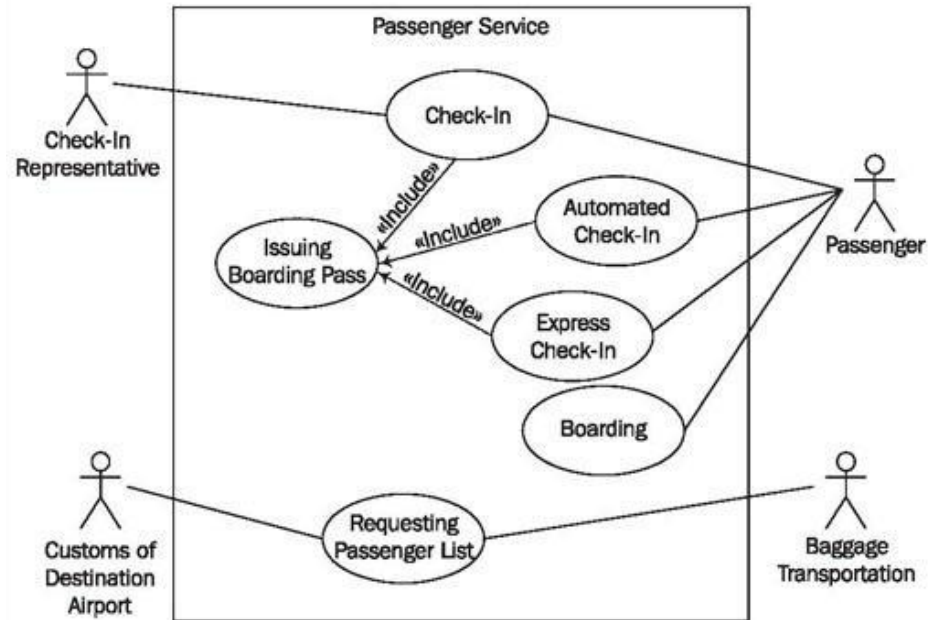 Passenger Service
Check-In
Representative
Check-In
«Include»
Automated
Check-In
«Include»
Issuing
Boarding Pass
Passenger
«Include»
Express
Check-In
Boarding
Customs of
Destination
Airport
Requesting
Passenger List
Baggage
Transportation